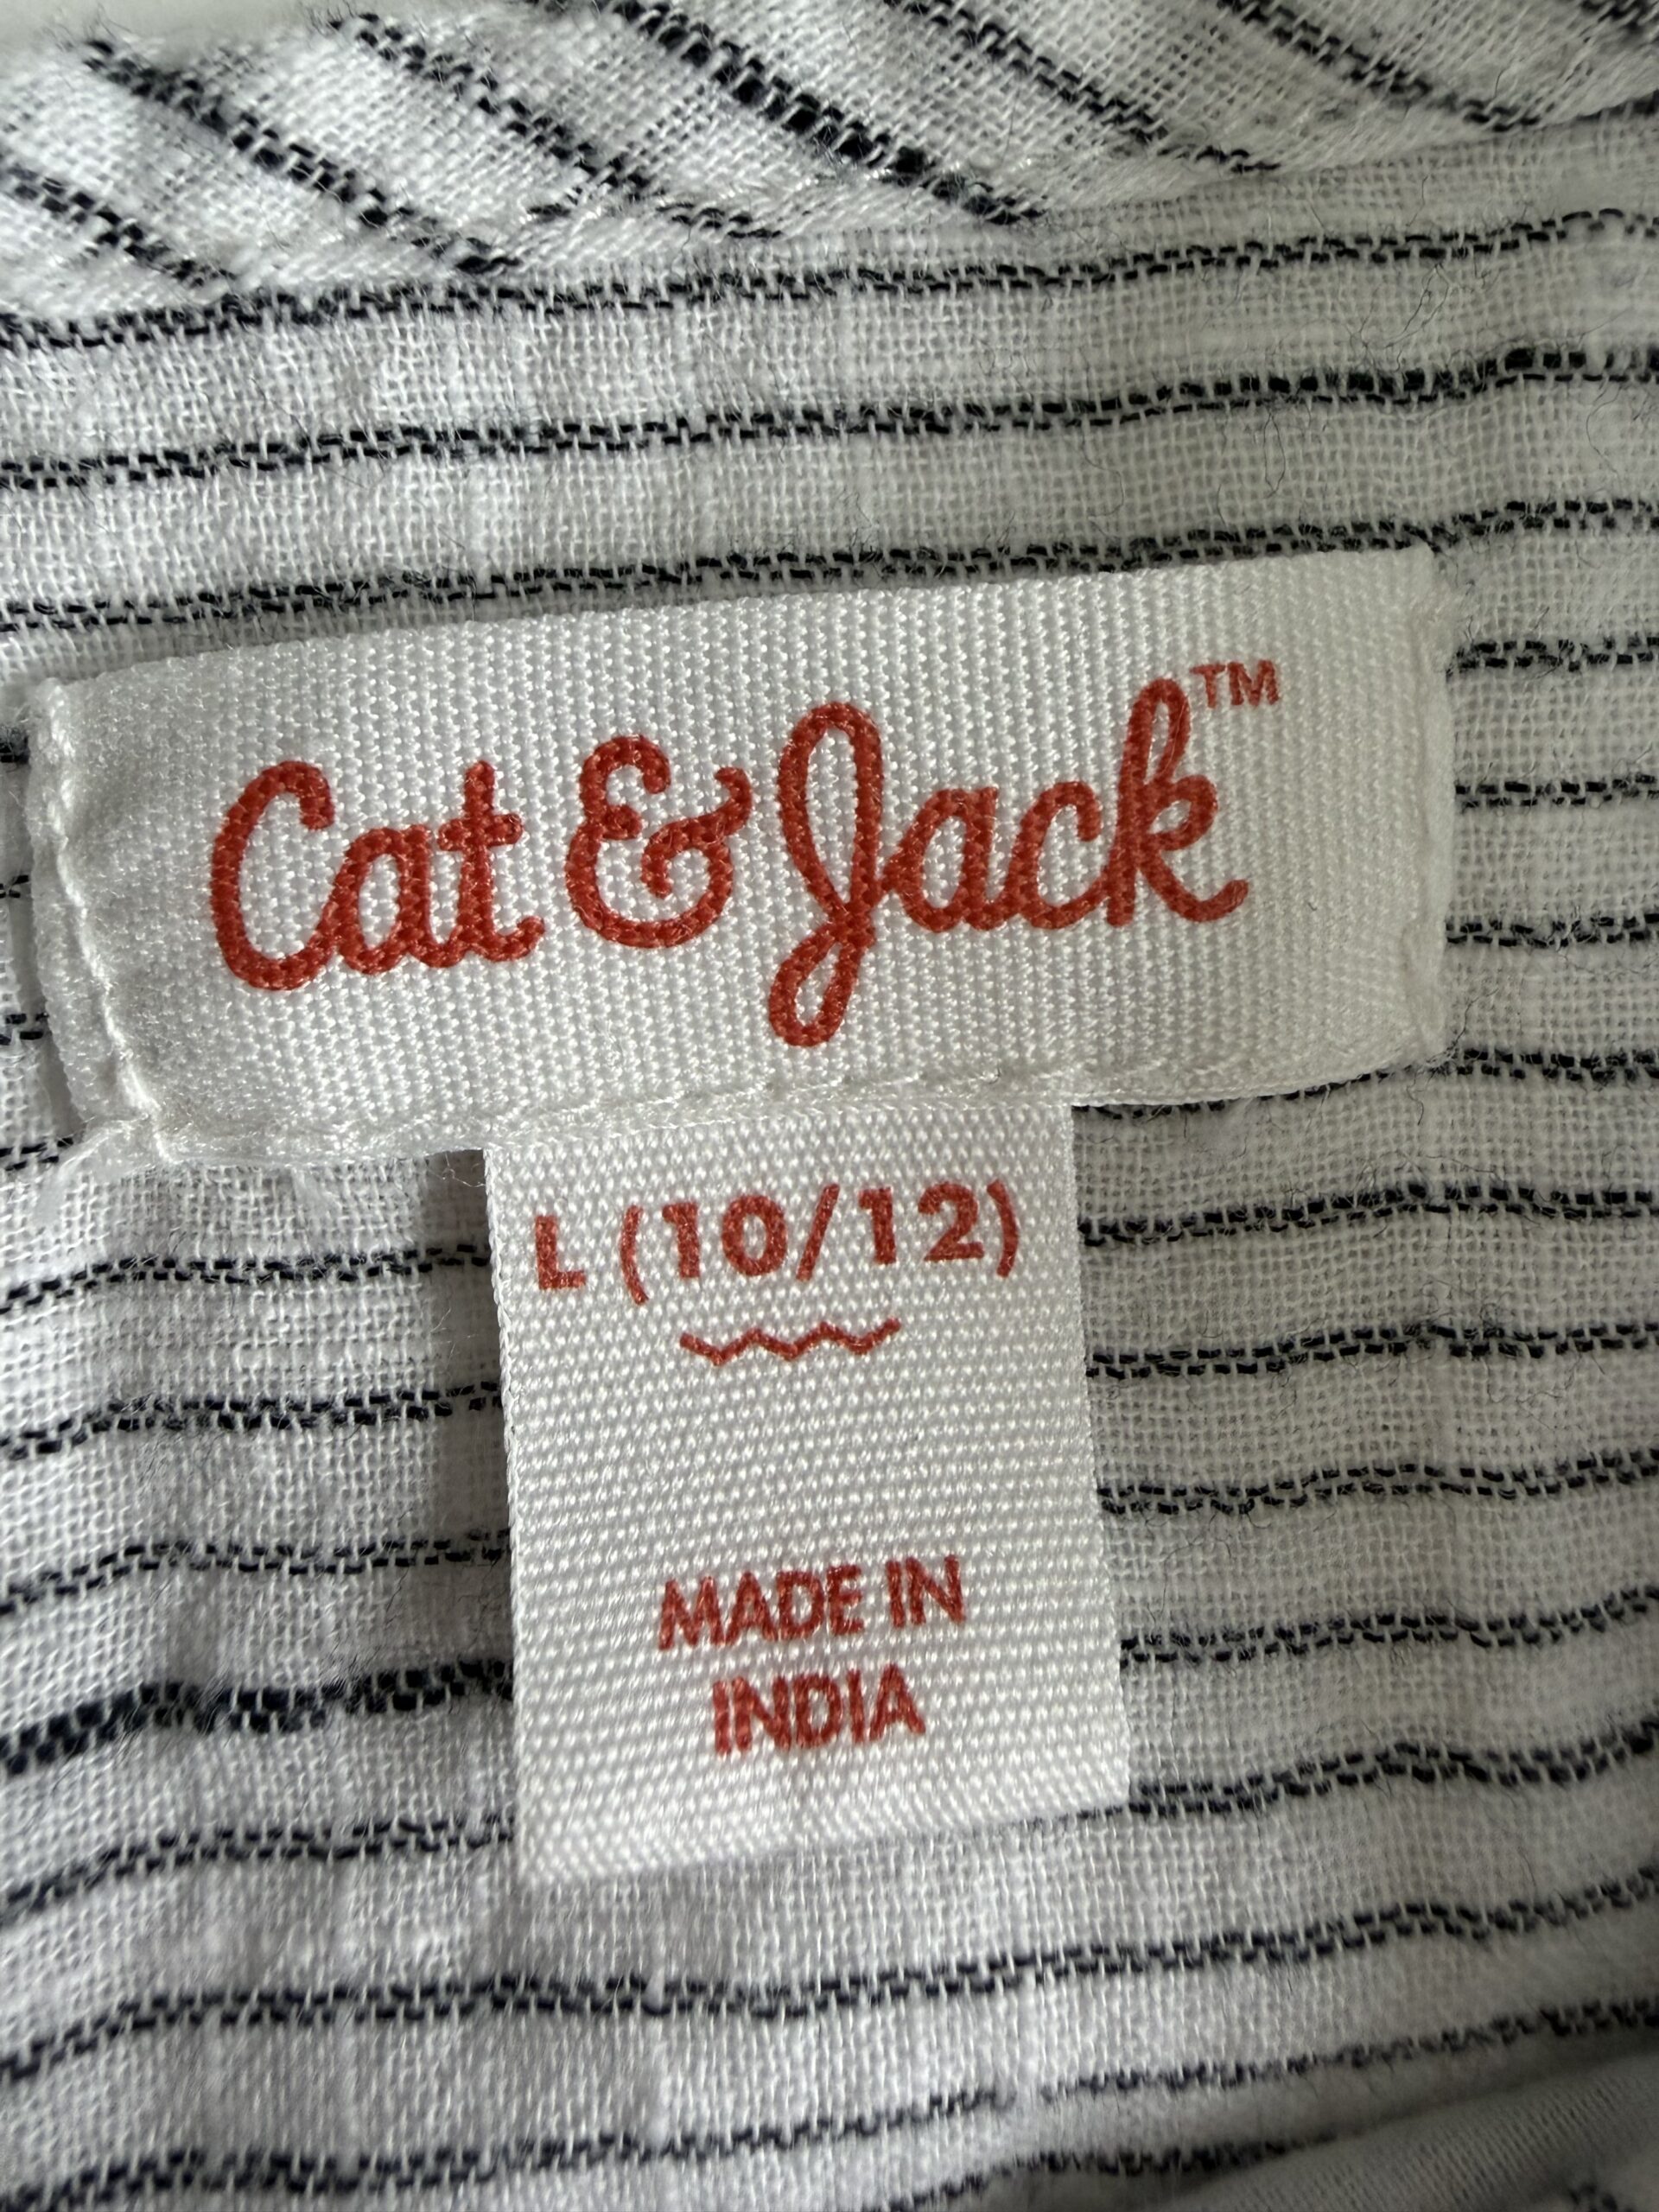 Cat & Jack™
L (10/12)
MADE IN
INDIA